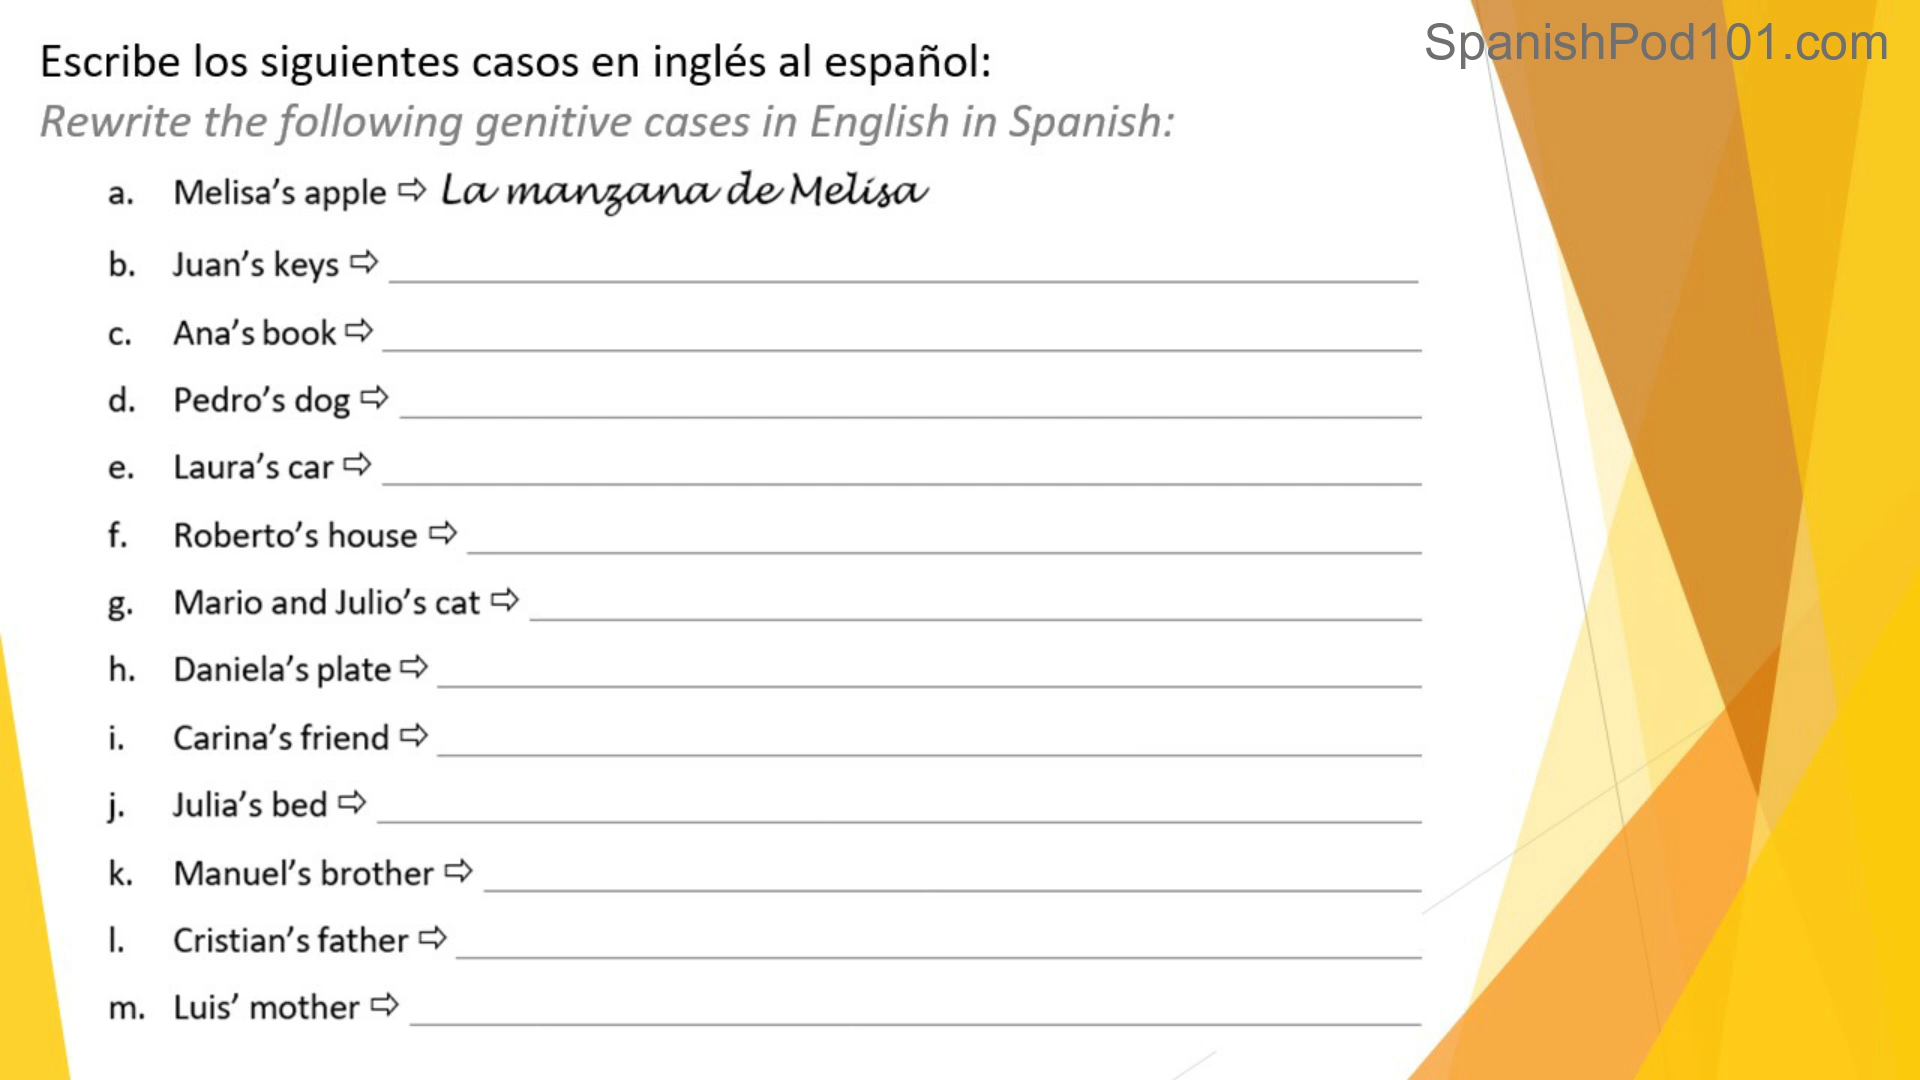 SpanishPod101.com
Escribe los siguientes casos en inglés al español:
Rewrite the following genitive cases in English in Spanish:
a. Melisa’s apple ⇨ La manzana de Melisa
b. Juan’s keys ⇨
c. Ana’s book ⇨
d. Pedro’s dog ⇨
e. Laura’s car ⇨
f. Roberto’s house ⇨
g. Mario and Julio’s cat ⇨
h. Daniela’s plate ⇨
i. Carina’s friend ⇨
j. Julia’s bed ⇨
k. Manuel’s brother ⇨
l. Cristian’s father ⇨
m. Luis’ mother ⇨